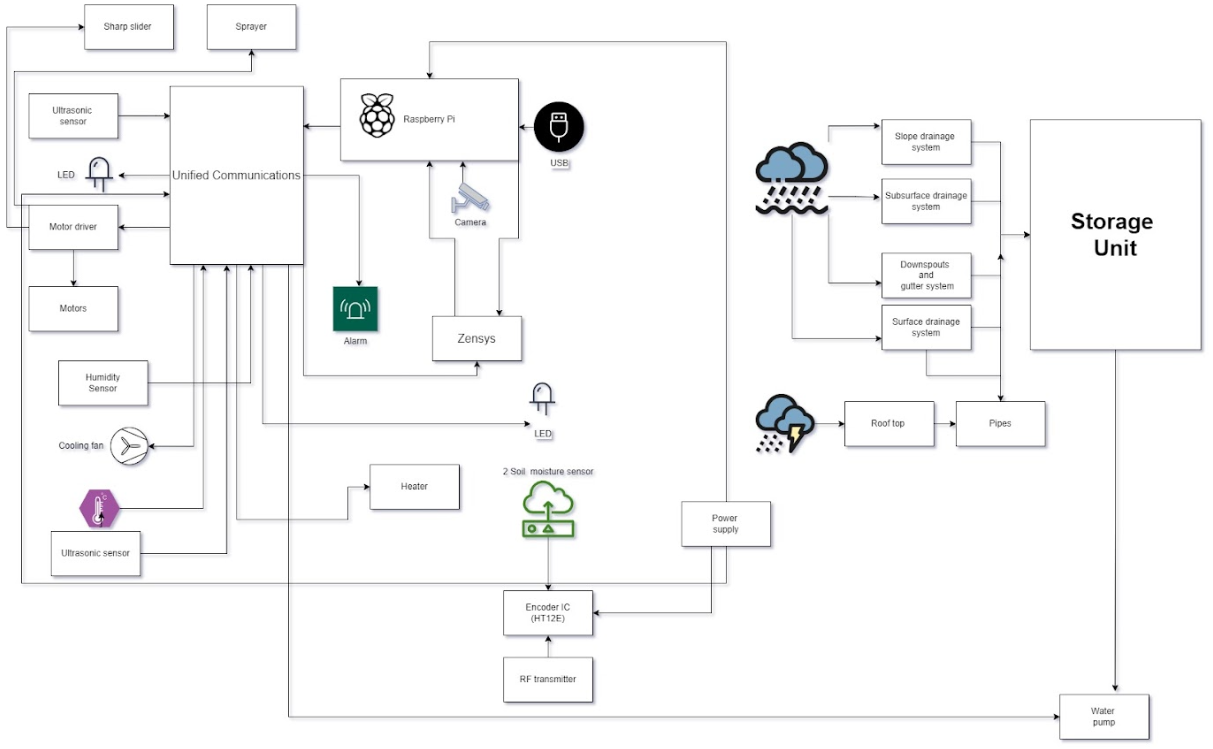 Sharp slider
Sprayer
Ultrasonic
sensor
Raspberry Pi
USB
LED
Unified Communications
Camera
Motor driver
Motors
Alarm
Zensys
Humidity
Sensor
LED
Cooling fan
2 Soil moisture sensor
Heater
°C
Ultrasonic sensor
Power
supply
Encoder IC
(HT12E)
RF transmitter
Slope drainage
system
Subsurface drainage
system
Downspouts
and
gutter system
Surface drainage
system
Storage
Unit
Roof top
Pipes
Water
pump